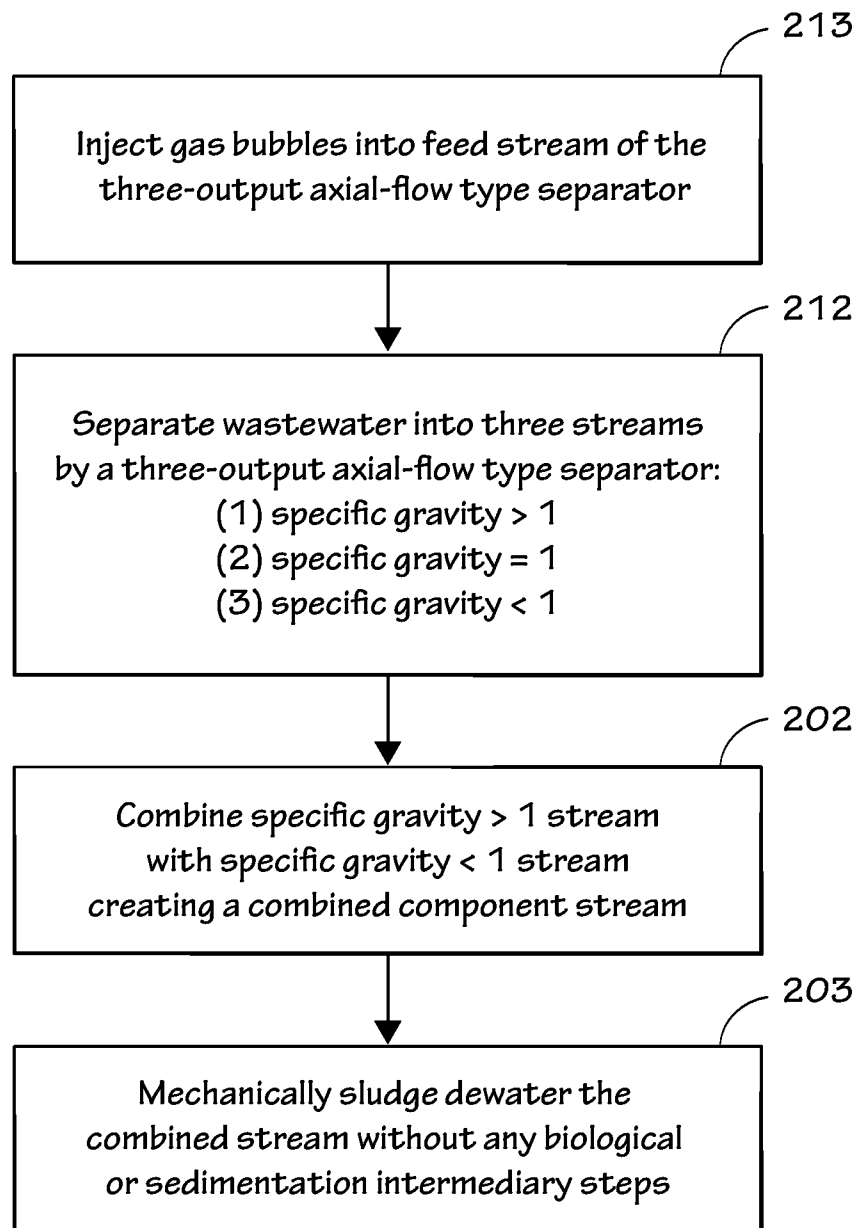 213
Inject gas bubbles into feed stream of the
three-output axial-flow type separator
212
Separate wastewater into three streams
by a three-output axial-flow type separator:
(1) specific gravity > 1
(2) specific gravity = 1
(3) specific gravity < 1
202
Combine specific gravity > 1 stream
with specific gravity < 1 stream
creating a combined component stream
203
Mechanically sludge dewater the
combined stream without any biological
or sedimentation intermediary steps